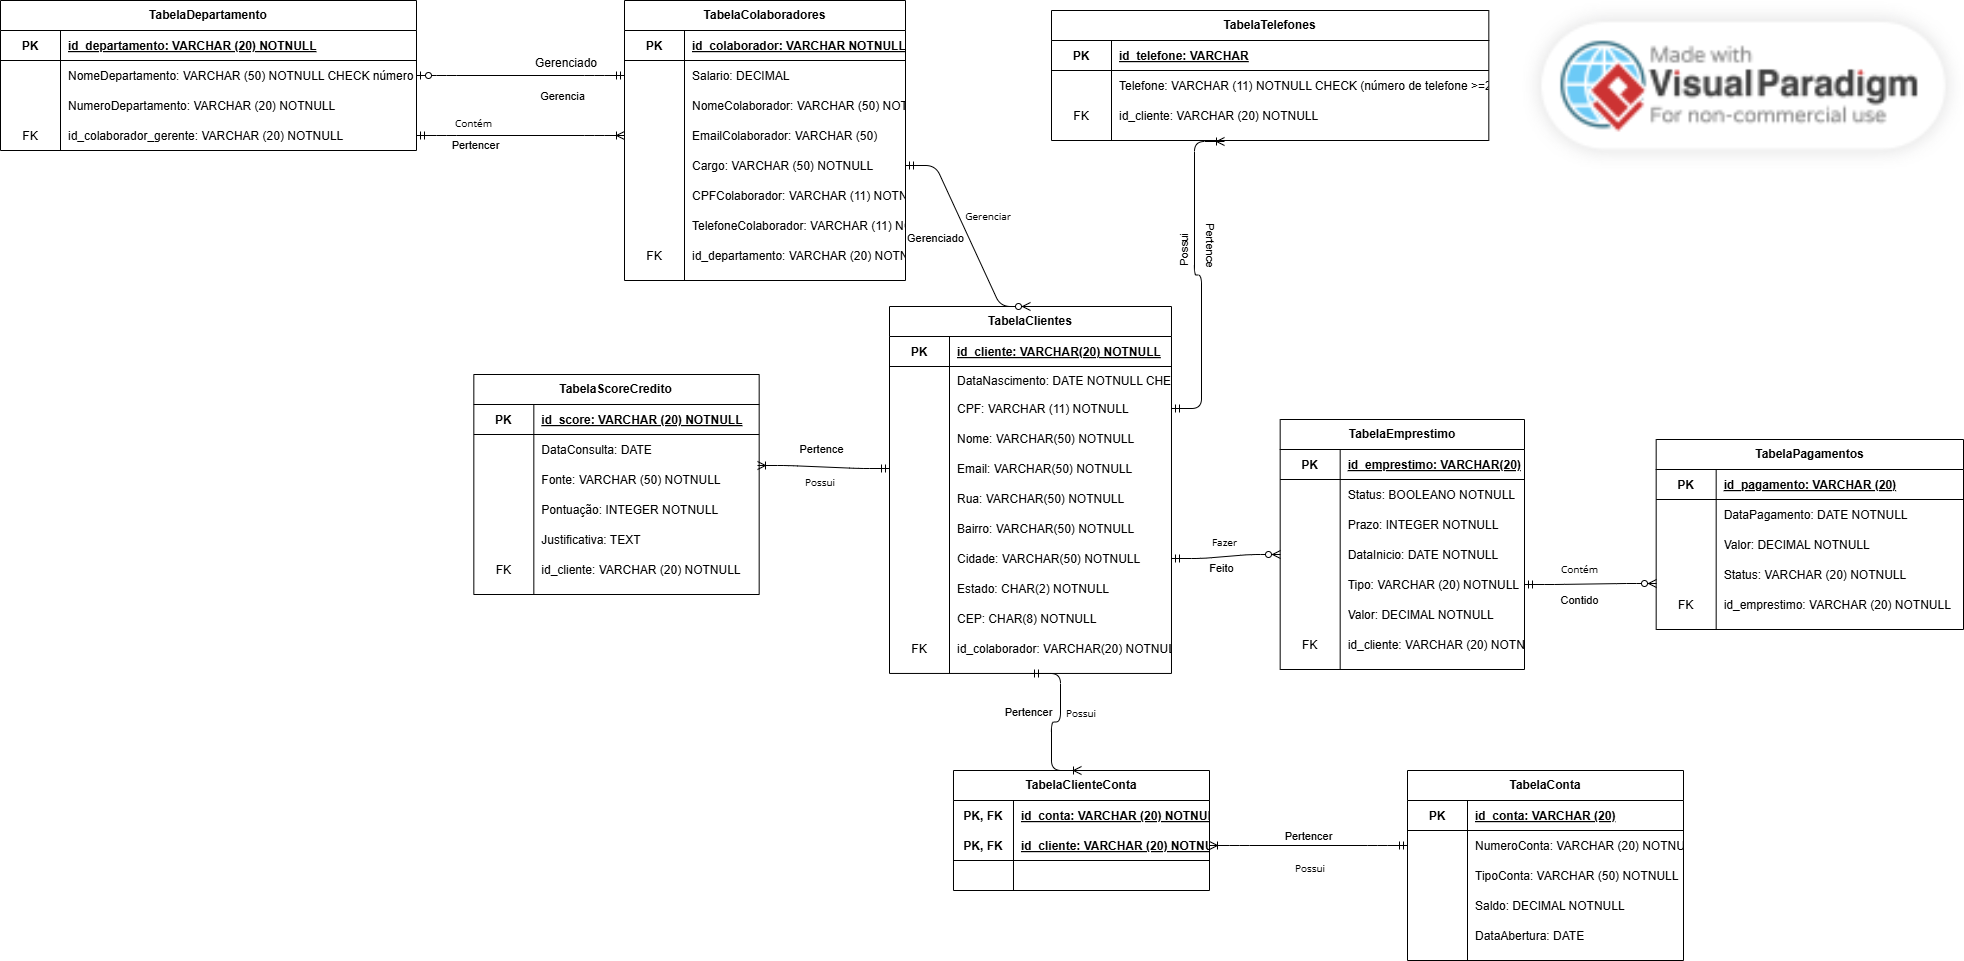 TabelaDepartamento
PK id_departamento: VARCHAR (20) NOTNULL
NomeDepartamento: VARCHAR (50) NOTNULL CHECK número
NumeroDepartamento: VARCHAR (20) NOTNULL
FK id_colaborador_gerente: VARCHAR (20) NOTNULL
Gerenciado
Gerencia
Contém
Pertencer
TabelaColaboradores
PK id_colaborador: VARCHAR NOTNULL
Salario: DECIMAL
NomeColaborador: VARCHAR (50) NOT
EmailColaborador: VARCHAR (50)
Cargo: VARCHAR (50) NOTNULL
CPFColaborador: VARCHAR (11) NOTN
TelefoneColaborador: VARCHAR (11) N
FK id_departamento: VARCHAR (20) NOTN
Gerenciar
Gerenciado
TabelaTelefones
PK id_telefone: VARCHAR
Telefone: VARCHAR (11) NOTNULL CHECK (número de telefone >=2
FK id_cliente: VARCHAR (20) NOTNULL
Possui
Pertence
Made with
Visual Paradigm
For non-commercial use
TabelaClientes
PK id_cliente: VARCHAR(20) NOTNULL
DataNascimento: DATE NOTNULL CHE
CPF: VARCHAR (11) NOTNULL
Nome: VARCHAR(50) NOTNULL
Email: VARCHAR(50) NOTNULL
Rua: VARCHAR(50) NOTNULL
Bairro: VARCHAR(50) NOTNULL
Cidade: VARCHAR(50) NOTNULL
Estado: CHAR(2) NOTNULL
CEP: CHAR(8) NOTNULL
FK id_colaborador: VARCHAR(20) NOTNUL
TabelaScoreCredito
PK id_score: VARCHAR (20) NOTNULL
DataConsulta: DATE
Fonte: VARCHAR (50) NOTNULL
Pontuação: INTEGER NOTNULL
Justificativa: TEXT
FK id_cliente: VARCHAR (20) NOTNULL
Pertence
Possui
Fazer
Feito
TabelaEmprestimo
PK id_emprestimo: VARCHAR(20)
Status: BOOLEANO NOTNULL
Prazo: INTEGER NOTNULL
DataInicio: DATE NOTNULL
Tipo: VARCHAR (20) NOTNULL
Valor: DECIMAL NOTNULL
FK id_cliente: VARCHAR (20) NOTN
Contém
Contido
TabelaPagamentos
PK id_pagamento: VARCHAR (20)
DataPagamento: DATE NOTNULL
Valor: DECIMAL NOTNULL
Status: VARCHAR (20) NOTNULL
FK id_emprestimo: VARCHAR (20) NOTNULL
Pertencer Possui
TabelaClienteConta
PK, FK id_conta: VARCHAR (20) NOTNU
PK, FK id_cliente: VARCHAR (20) NOTNU
Pertencer
Possui
TabelaConta
PK id_conta: VARCHAR (20)
NumeroConta: VARCHAR (20) NOTNU
TipoConta: VARCHAR (50) NOTNULL
Saldo: DECIMAL NOTNULL
DataAbertura: DATE